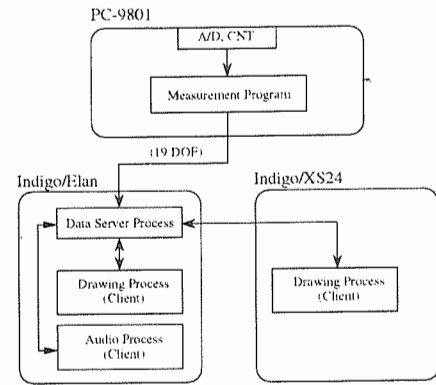 PC-9801
A/D, CNT
Measurement Program
(19 DOF)
Indigo/Elan
Indigo/XS24
Data Server Process
Drawing Process
(Client)
Drawing Process
(Client)
Audio Process
(Client)